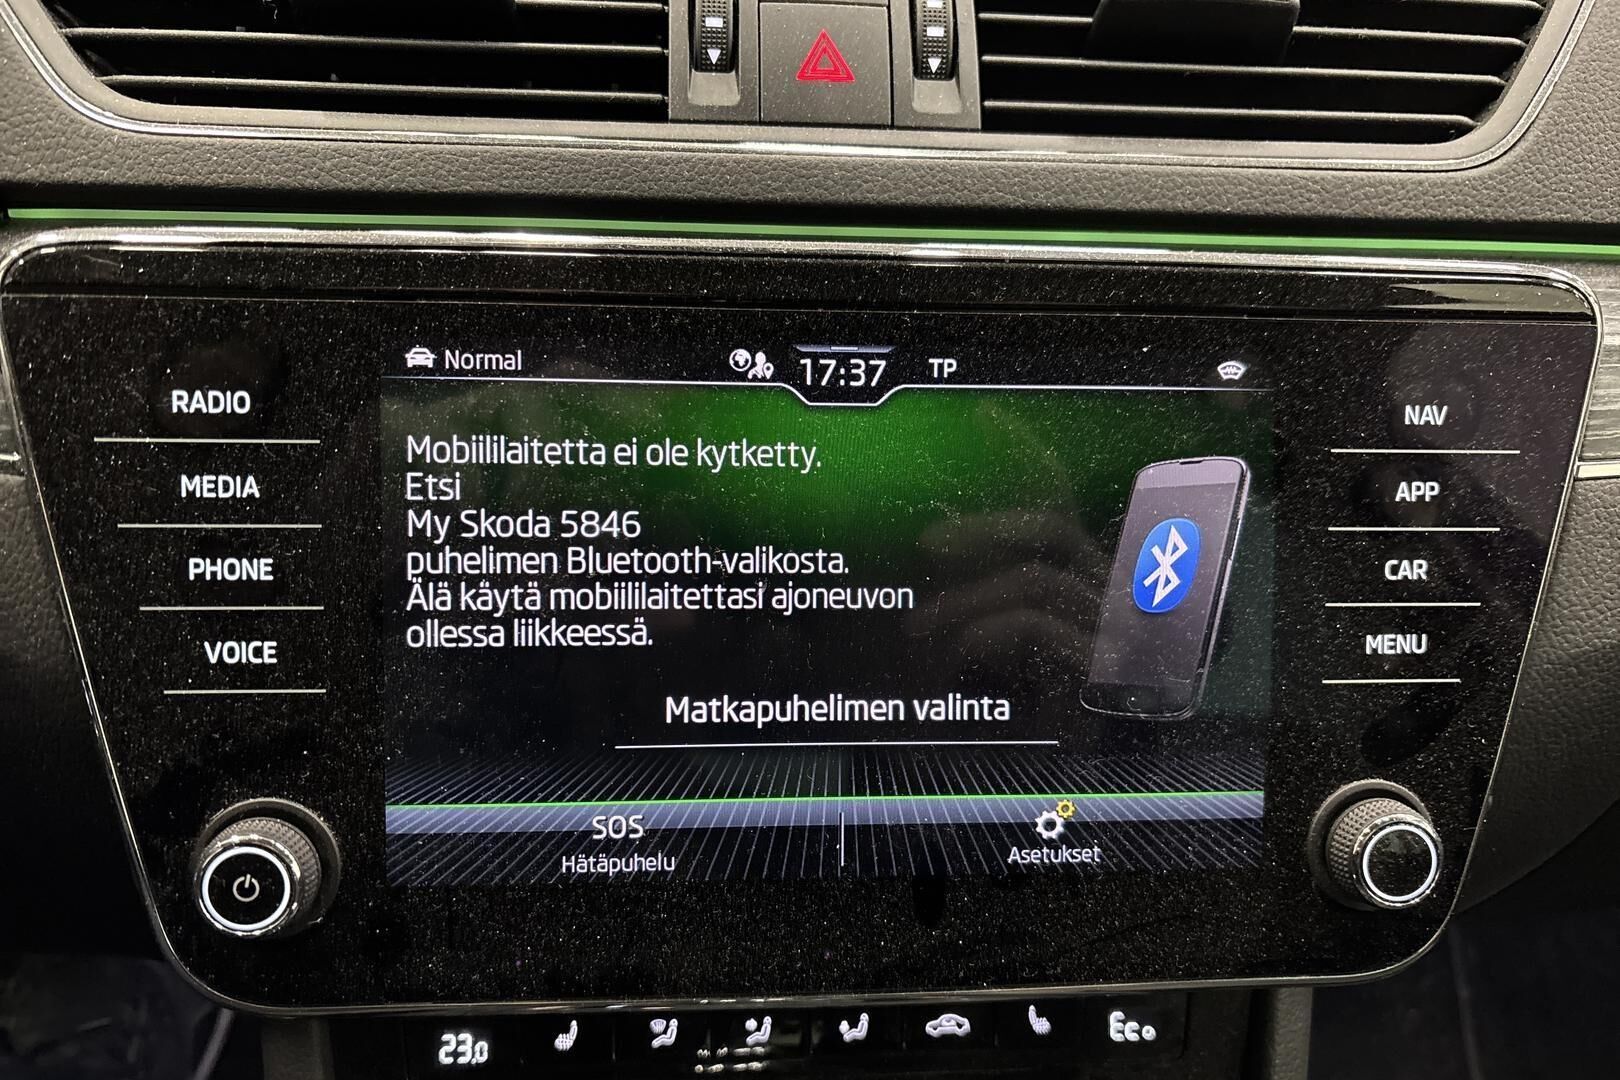 Normal
17:37
TP
RADIO
MEDIA
PHONE
VOICE
Mobiililaitetta ei ole kytketty.
Etsi
My Skoda 5846
puhelimen Bluetooth-valikosta.
Älä käytä mobiililaitettasi ajoneuvon
ollessa liikkeessä.
Matkapuhelimen valinta
SOS
Hätäpuhelu
Asetukset
NAV
APP
CAR
MENU
23,0
Eco